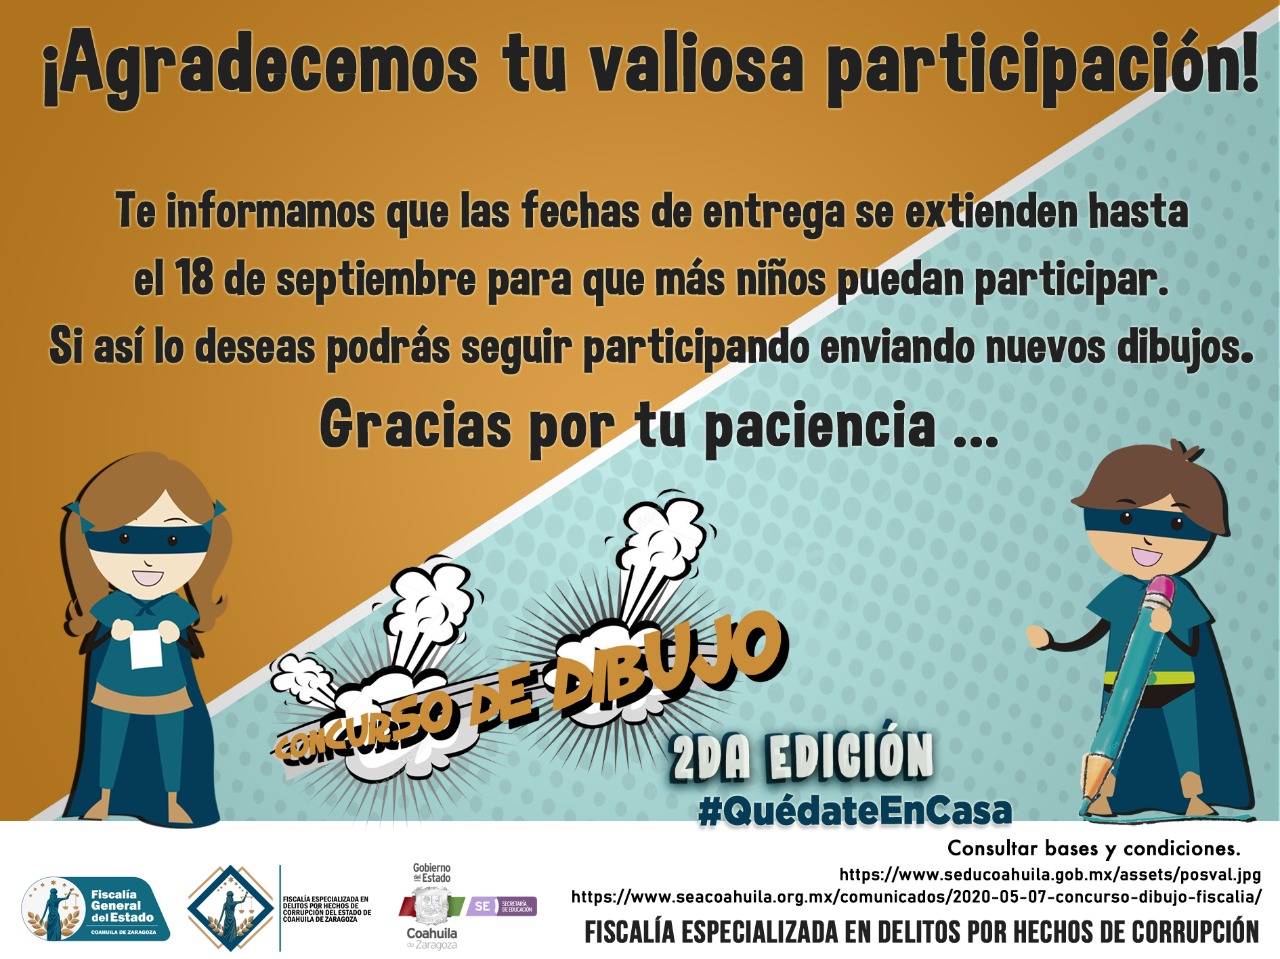 ¡Agradecemos tu valiosa participación!
Te informamos que las fechas de entrega se extienden hasta
el 18 de septiembre para que más niños puedan participar.
Si así lo deseas podrás seguir participando enviando nuevos dibujos.
Gracias por tu paciencia ...
CONCURSO DE DIBUJO
2DA EDICIÓN
#QuédateEnCasa
Consultar bases y condiciones.
https://www.seducoahuila.gob.mx/assets/posval.jpg
https://www.seacoahuila.org.mx/comunicados/2020-05-07-concurso-dibujo-fiscalia/
FISCALÍA ESPECIALIZADA EN DELITOS POR HECHOS DE CORRUPCIÓN
Fiscalía
General
del Estado
COAHUILA DE ZARAGOZA
FISCALÍA ESPECIALIZADA EN
DELITOS POR HECHOS DE
CORRUPCIÓN DEL ESTADO DE
COAHUILA DE ZARAGOZA
Gobierno
del Estado
Coahuila
de Zaragoza
SE
SECRETARÍA
DE EDUCACIÓN